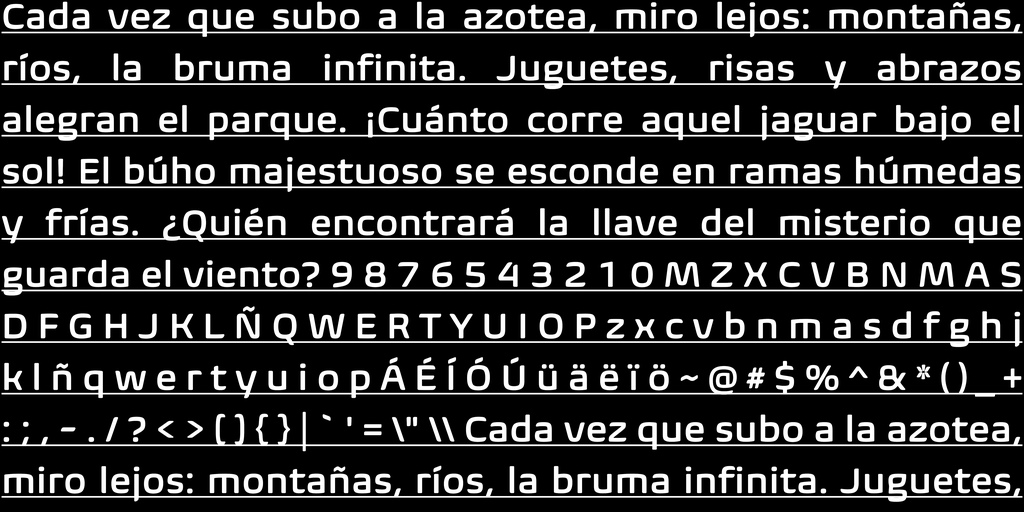 Cada vez que subo a la azotea, miro lejos: montañas,
ríos, la bruma infinita. Juguetes, risas y abrazos
alegran el parque. ¡Cuánto corre aquel jaguar bajo el
sol! El búho majestuoso se esconde en ramas húmedas
y frías. ¿Quién encontrará la llave del misterio que
guarda el viento? 9 8 7 6 5 4 3 2 1 0 M Z X C V B N M A S
D F G H J K L Ñ Q W E R T Y U I O P z x c v b n m a s d f g h j
k l ñ q w e r t y u i o p Á É Í Ó Ú ü ä ë ï ö ~ @ # $ % ^ & * ( ) _ +
: ; , - . / ? < > [ ] { } | ` ' = \" \\ Cada vez que subo a la azotea,
miro lejos: montañas, ríos, la bruma infinita. Juguetes,